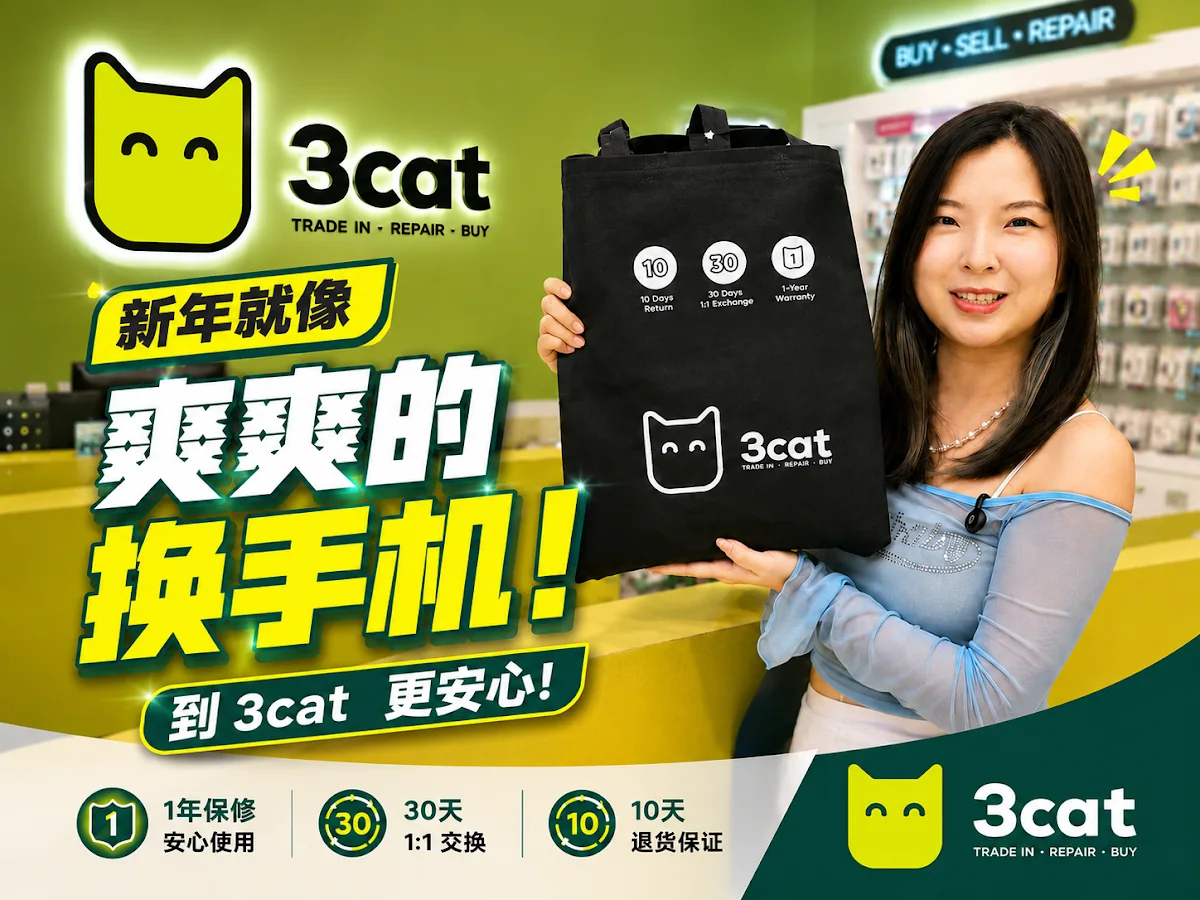 BUY • SELL • REPAIR
3cat
TRADE IN • REPAIR • BUY
新年就像
爽爽的
换手机!
到 3cat 更安心!
10
30
1
10 Days
Return
30 Days
1:1 Exchange
1-Year
Warranty
3cat
TRADE IN • REPAIR • BUY
1
1年保修
安心使用
30
30天
1:1 交换
10
10天
退货保证
3cat
TRADE IN • REPAIR • BUY